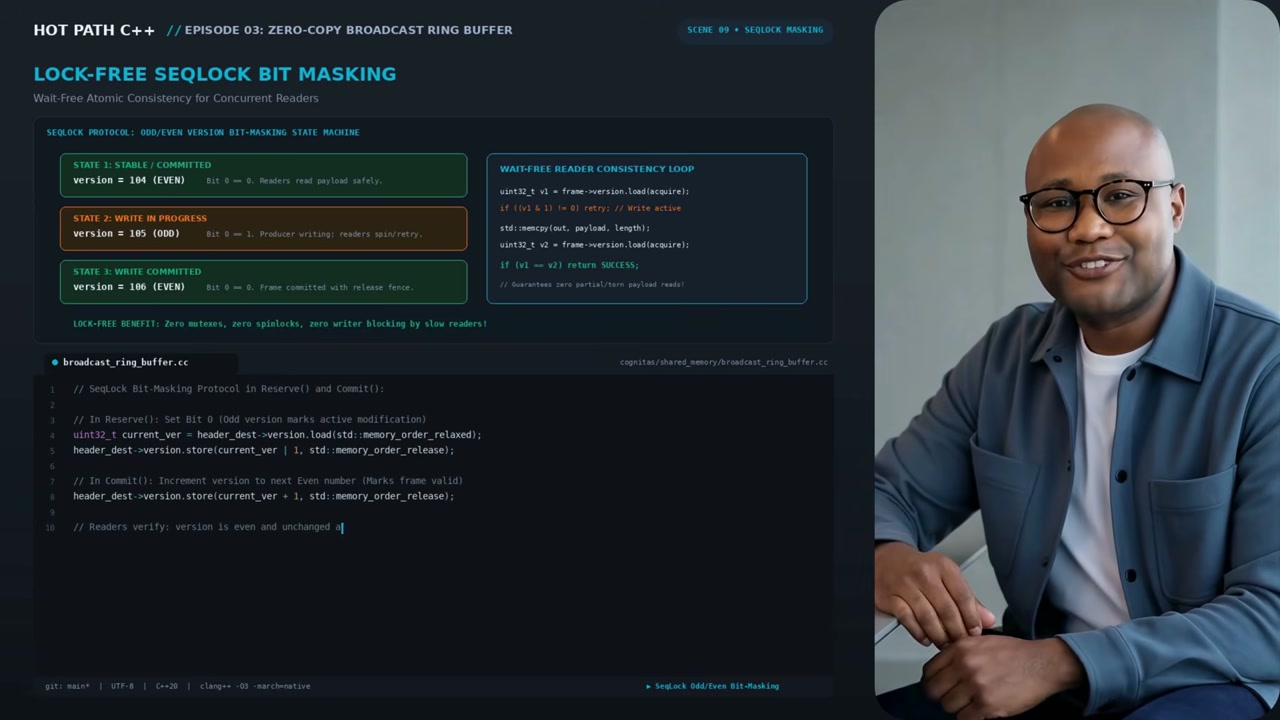 HOT PATH C++ // EPISODE 03: ZERO-COPY BROADCAST RING BUFFER
SCENE 09 • SEQLOCK MASKING
LOCK-FREE SEQLOCK BIT MASKING
Wait-Free Atomic Consistency for Concurrent Readers
SEQLOCK PROTOCOL: ODD/EVEN VERSION BIT-MASKING STATE MACHINE
STATE 1: STABLE / COMMITTED
version = 104 (EVEN) Bit 0 == 0. Readers read payload safely.
STATE 2: WRITE IN PROGRESS
version = 105 (ODD) Bit 0 == 1. Producer writing; readers spin/retry.
STATE 3: WRITE COMMITTED
version = 106 (EVEN) Bit 0 == 0. Frame committed with release fence.
LOCK-FREE BENEFIT: Zero mutexes, zero spinlocks, zero writer blocking by slow readers!
WAIT-FREE READER CONSISTENCY LOOP
uint32_t v1 = frame->version.load(acquire);
if ((v1 & 1) != 0) retry; // Write active
std::memcpy(out, payload, length);
uint32_t v2 = frame->version.load(acquire);
if (v1 == v2) return SUCCESS;
// Guarantees zero partial/torn payload reads!
broadcast_ring_buffer.cc
cognitas/shared_memory/broadcast_ring_buffer.cc
1 // SeqLock Bit-Masking Protocol in Reserve() and Commit():
2
3 // In Reserve(): Set Bit 0 (Odd version marks active modification)
4 uint32_t current_ver = header_dest->version.load(std::memory_order_relaxed);
5 header_dest->version.store(current_ver | 1, std::memory_order_release);
6
7 // In Commit(): Increment version to next Even number (Marks frame valid)
8 header_dest->version.store(current_ver + 1, std::memory_order_release);
9
10 // Readers verify: version is even and unchanged a
git: main* | UTF-8 | C++20 | clang++ -O3 -march=native
▶ SeqLock Odd/Even Bit-Masking